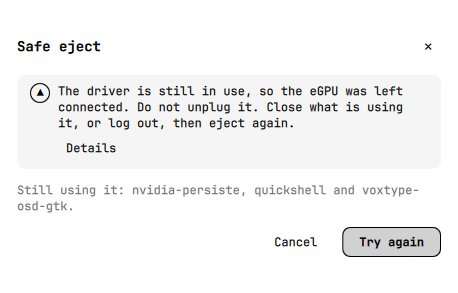 Safe eject ×
The driver is still in use, so the eGPU was left
connected. Do not unplug it. Close what is using
it, or log out, then eject again.
Details
Still using it: nvidia-persiste, quickshell and voxtype-
osd-gtk.
Cancel Try again